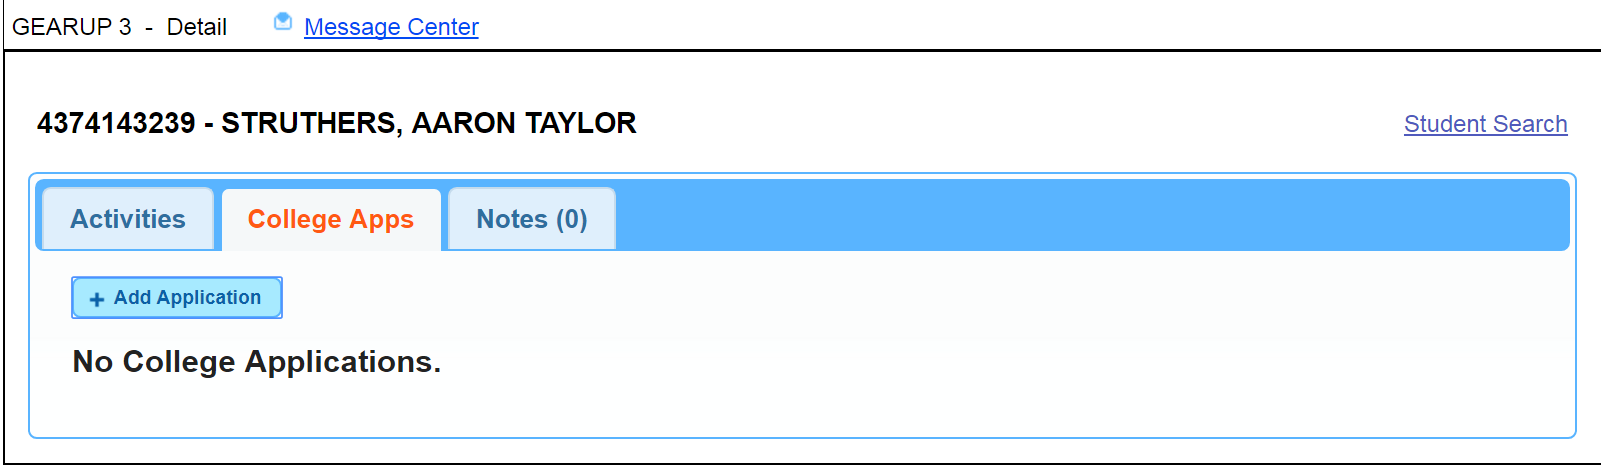 GEARUP 3 - Detail Message Center
4374143239 - STRUTHERS, AARON TAYLOR Student Search
Activities College Apps Notes (0)
+ Add Application
No College Applications.